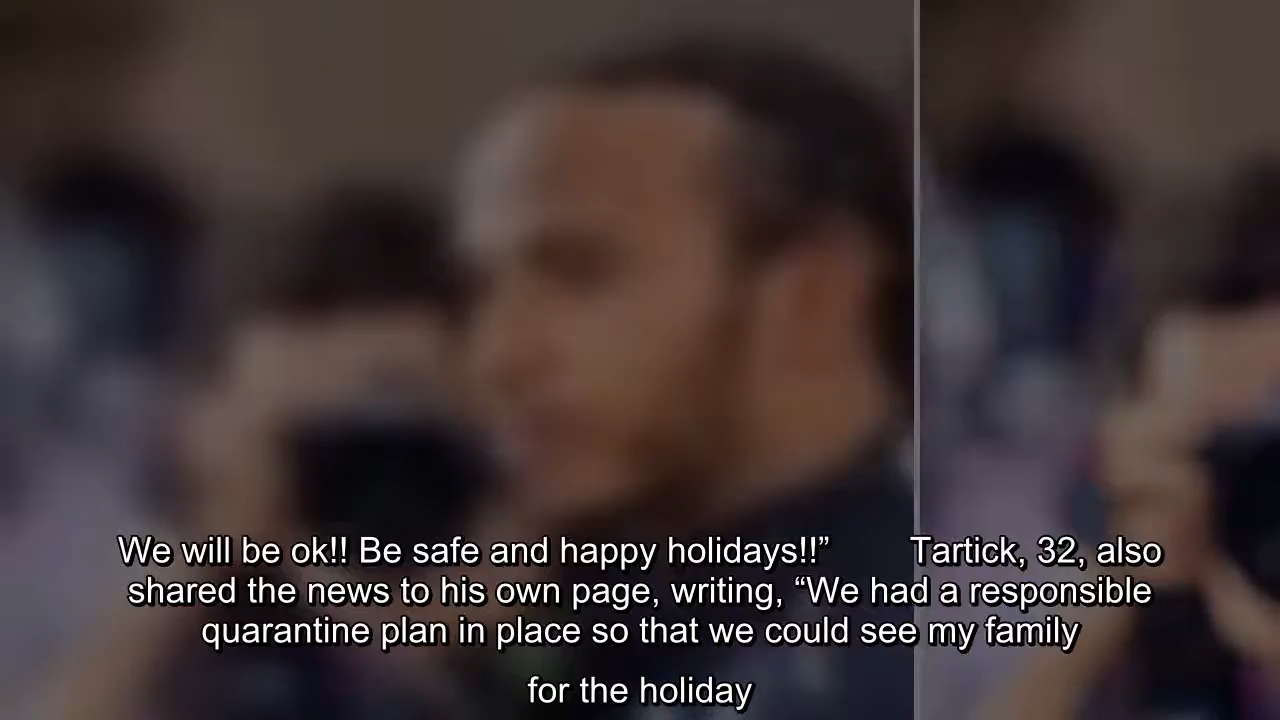 We will be ok!! Be safe and happy holidays!!” Tartick, 32, also
shared the news to his own page, writing, “We had a responsible
quarantine plan in place so that we could see my family
for the holiday